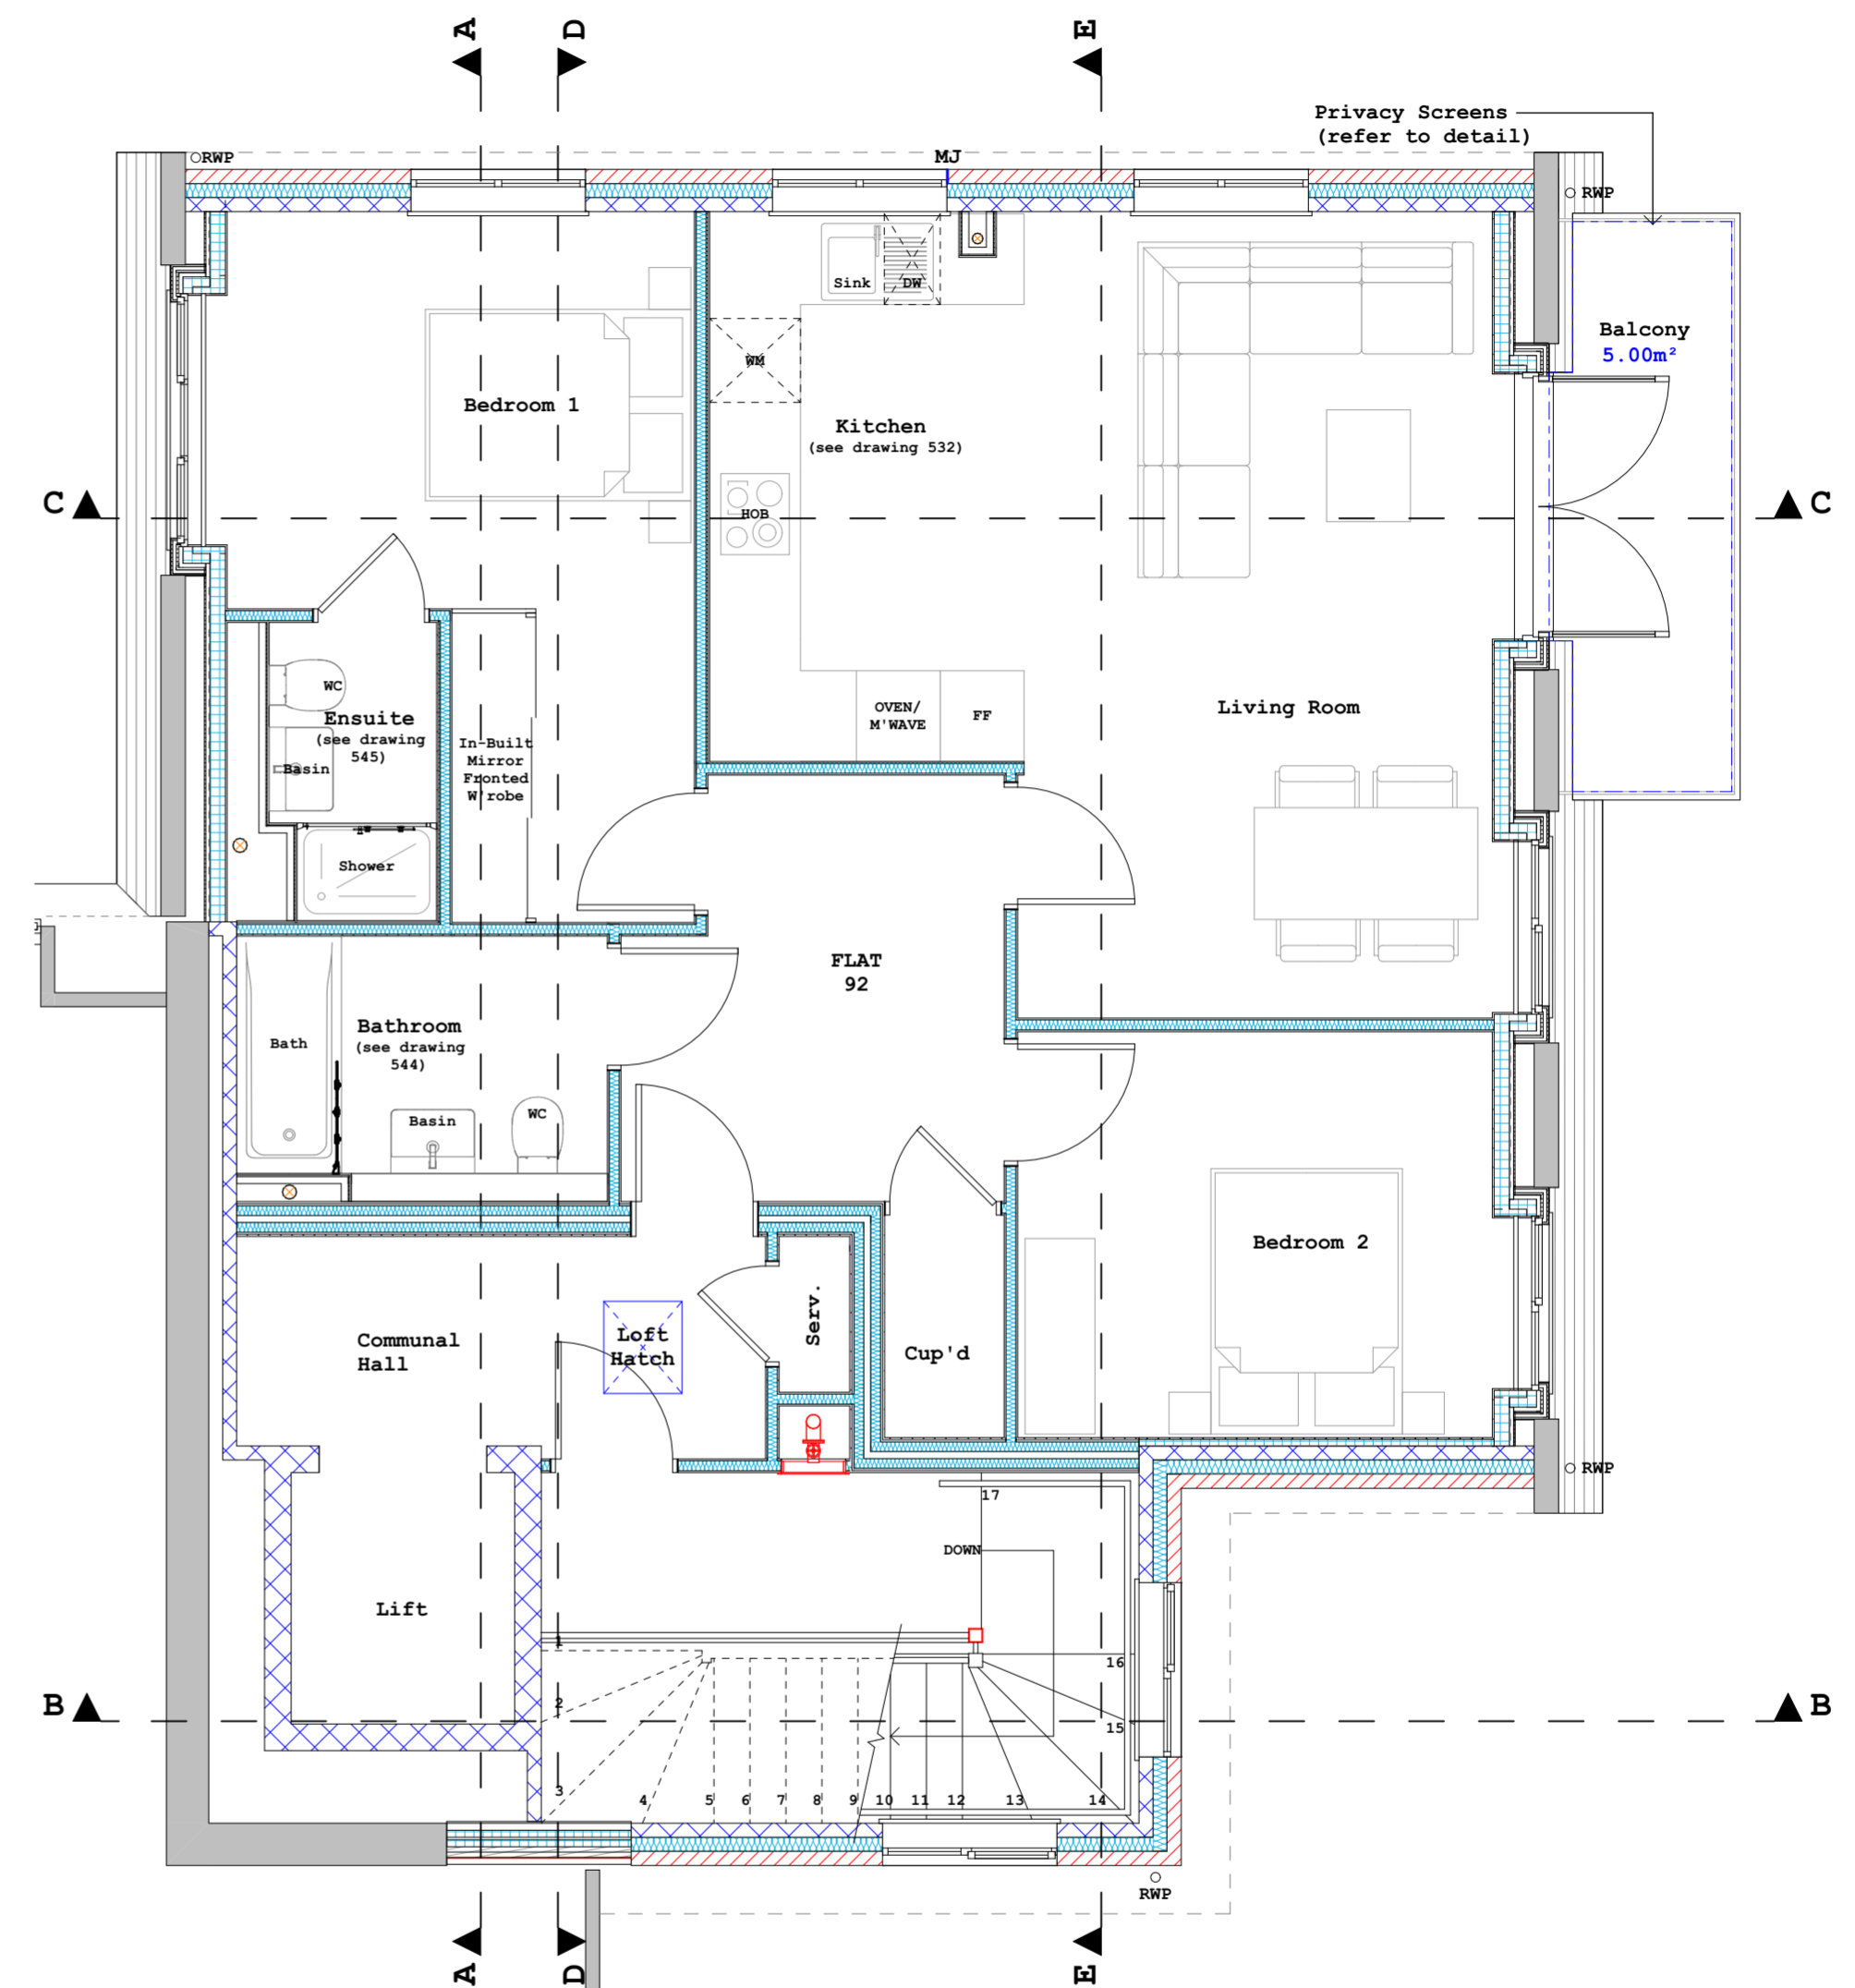 A
D
E
Privacy Screens
(refer to detail)
RWP
MJ
RWP
Sink
DW
Balcony
5.00m²
WM
Bedroom 1
Kitchen
(see drawing 532)
C
HOB
C
WC
Ensuite
(see drawing
545)
Basin
In-Built
Mirror
Fronted
W'robe
OVEN/
M'WAVE
FF
Living Room
Shower
FLAT
92
Bathroom
(see drawing
544)
Bath
Basin
WC
Bedroom 2
Communal
Hall
Loft
Hatch
Serv.
Cup'd
RWP
17
DOWN
Lift
1
16
2
B
15
B
3
4
5
6
7
8
9
10
11
12
13
14
RWP
A
D
E